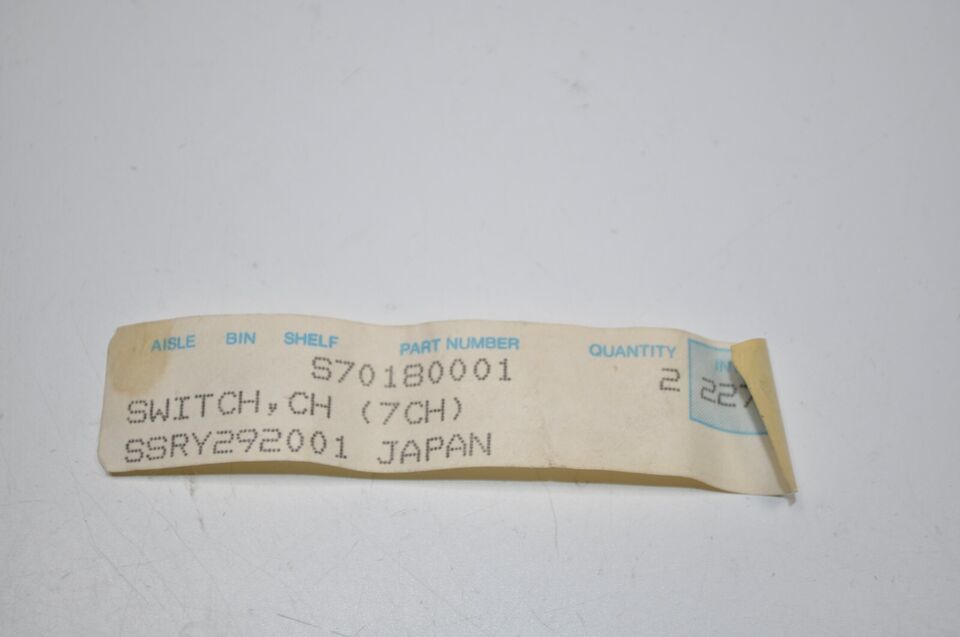 AISLE BIN SHELF PART NUMBER QUANTITY
S70180001 2
SWITCH, CH (7CH)
SSRY292001 JAPAN